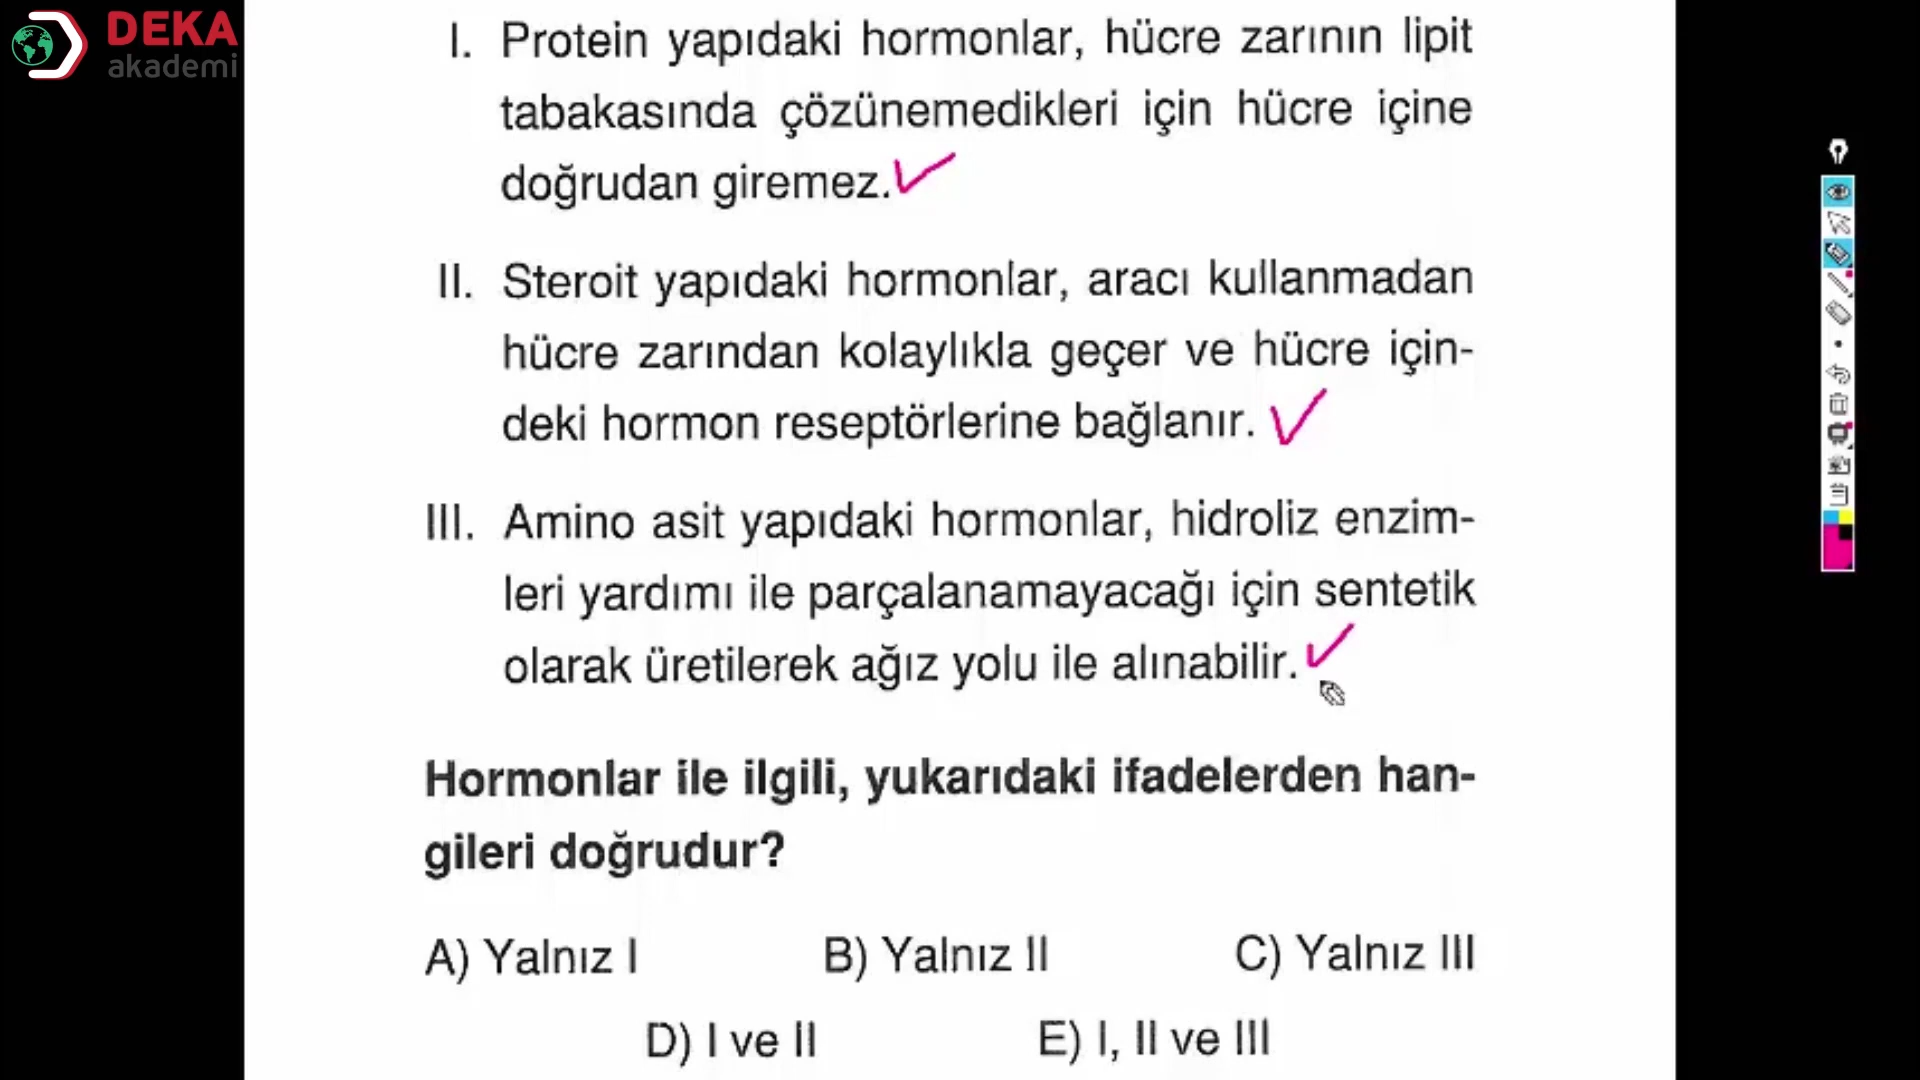 DEKA
akademi
I. Protein yapıdaki hormonlar, hücre zarının lipit
tabakasında çözünemedikleri için hücre içine
doğrudan giremez.
II. Steroit yapıdaki hormonlar, aracı kullanmadan
hücre zarından kolaylıkla geçer ve hücre için-
deki hormon reseptörlerine bağlanır.
III. Amino asit yapıdaki hormonlar, hidroliz enzim-
leri yardımı ile parçalanamayacağı için sentetik
olarak üretilerek ağız yolu ile alınabilir.
Hormonlar ile ilgili, yukarıdaki ifadelerden han-
gileri doğrudur?
A) Yalnız I B) Yalnız II C) Yalnız III
D) I ve II E) I, II ve III